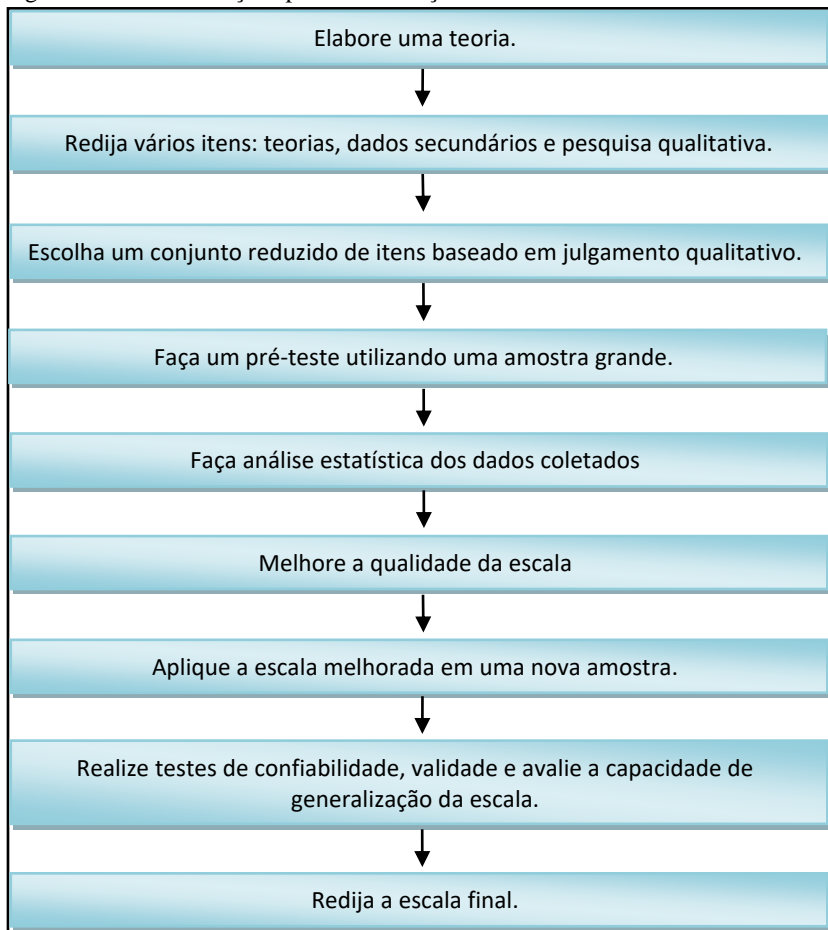 Elabore uma teoria.
Redija vários itens: teorias, dados secundários e pesquisa qualitativa.
Escolha um conjunto reduzido de itens baseado em julgamento qualitativo.
Faça um pré-teste utilizando uma amostra grande.
Faça análise estatística dos dados coletados
Melhore a qualidade da escala
Aplique a escala melhorada em uma nova amostra.
Realize testes de confiabilidade, validade e avalie a capacidade de
generalização da escala.
Redija a escala final.